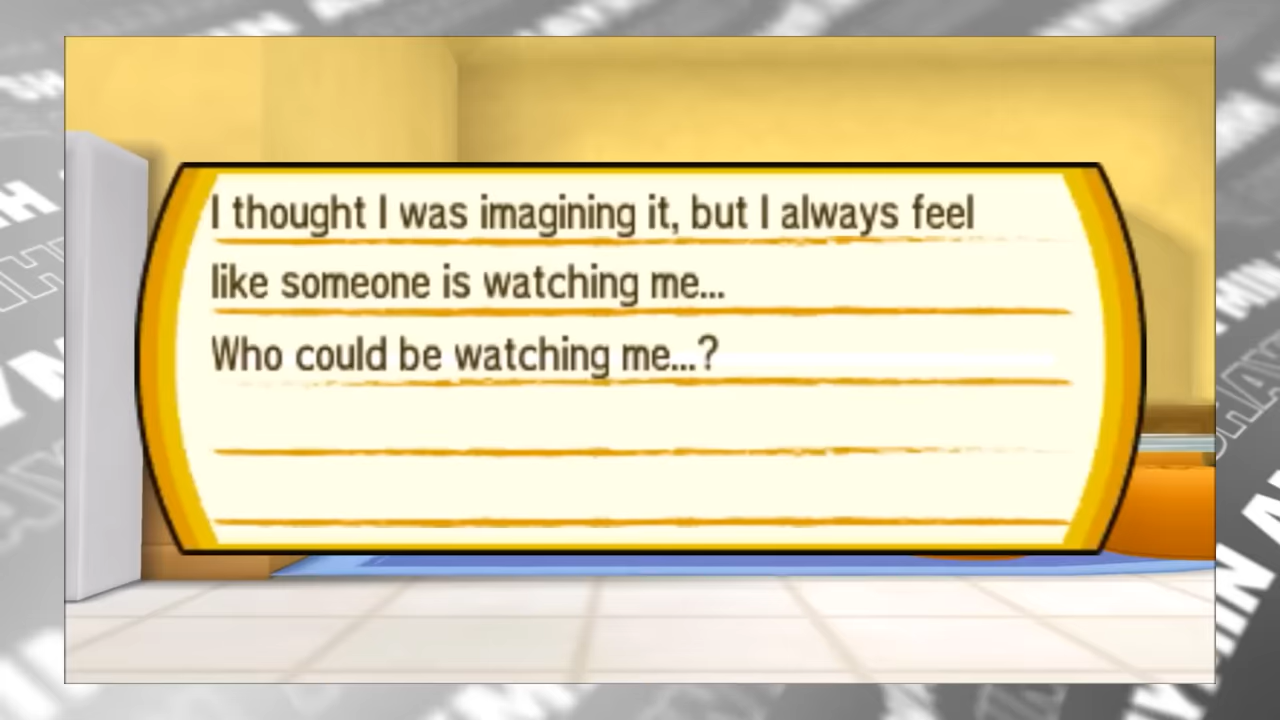 I thought I was imagining it, but I always feel
like someone is watching me...
Who could be watching me...?